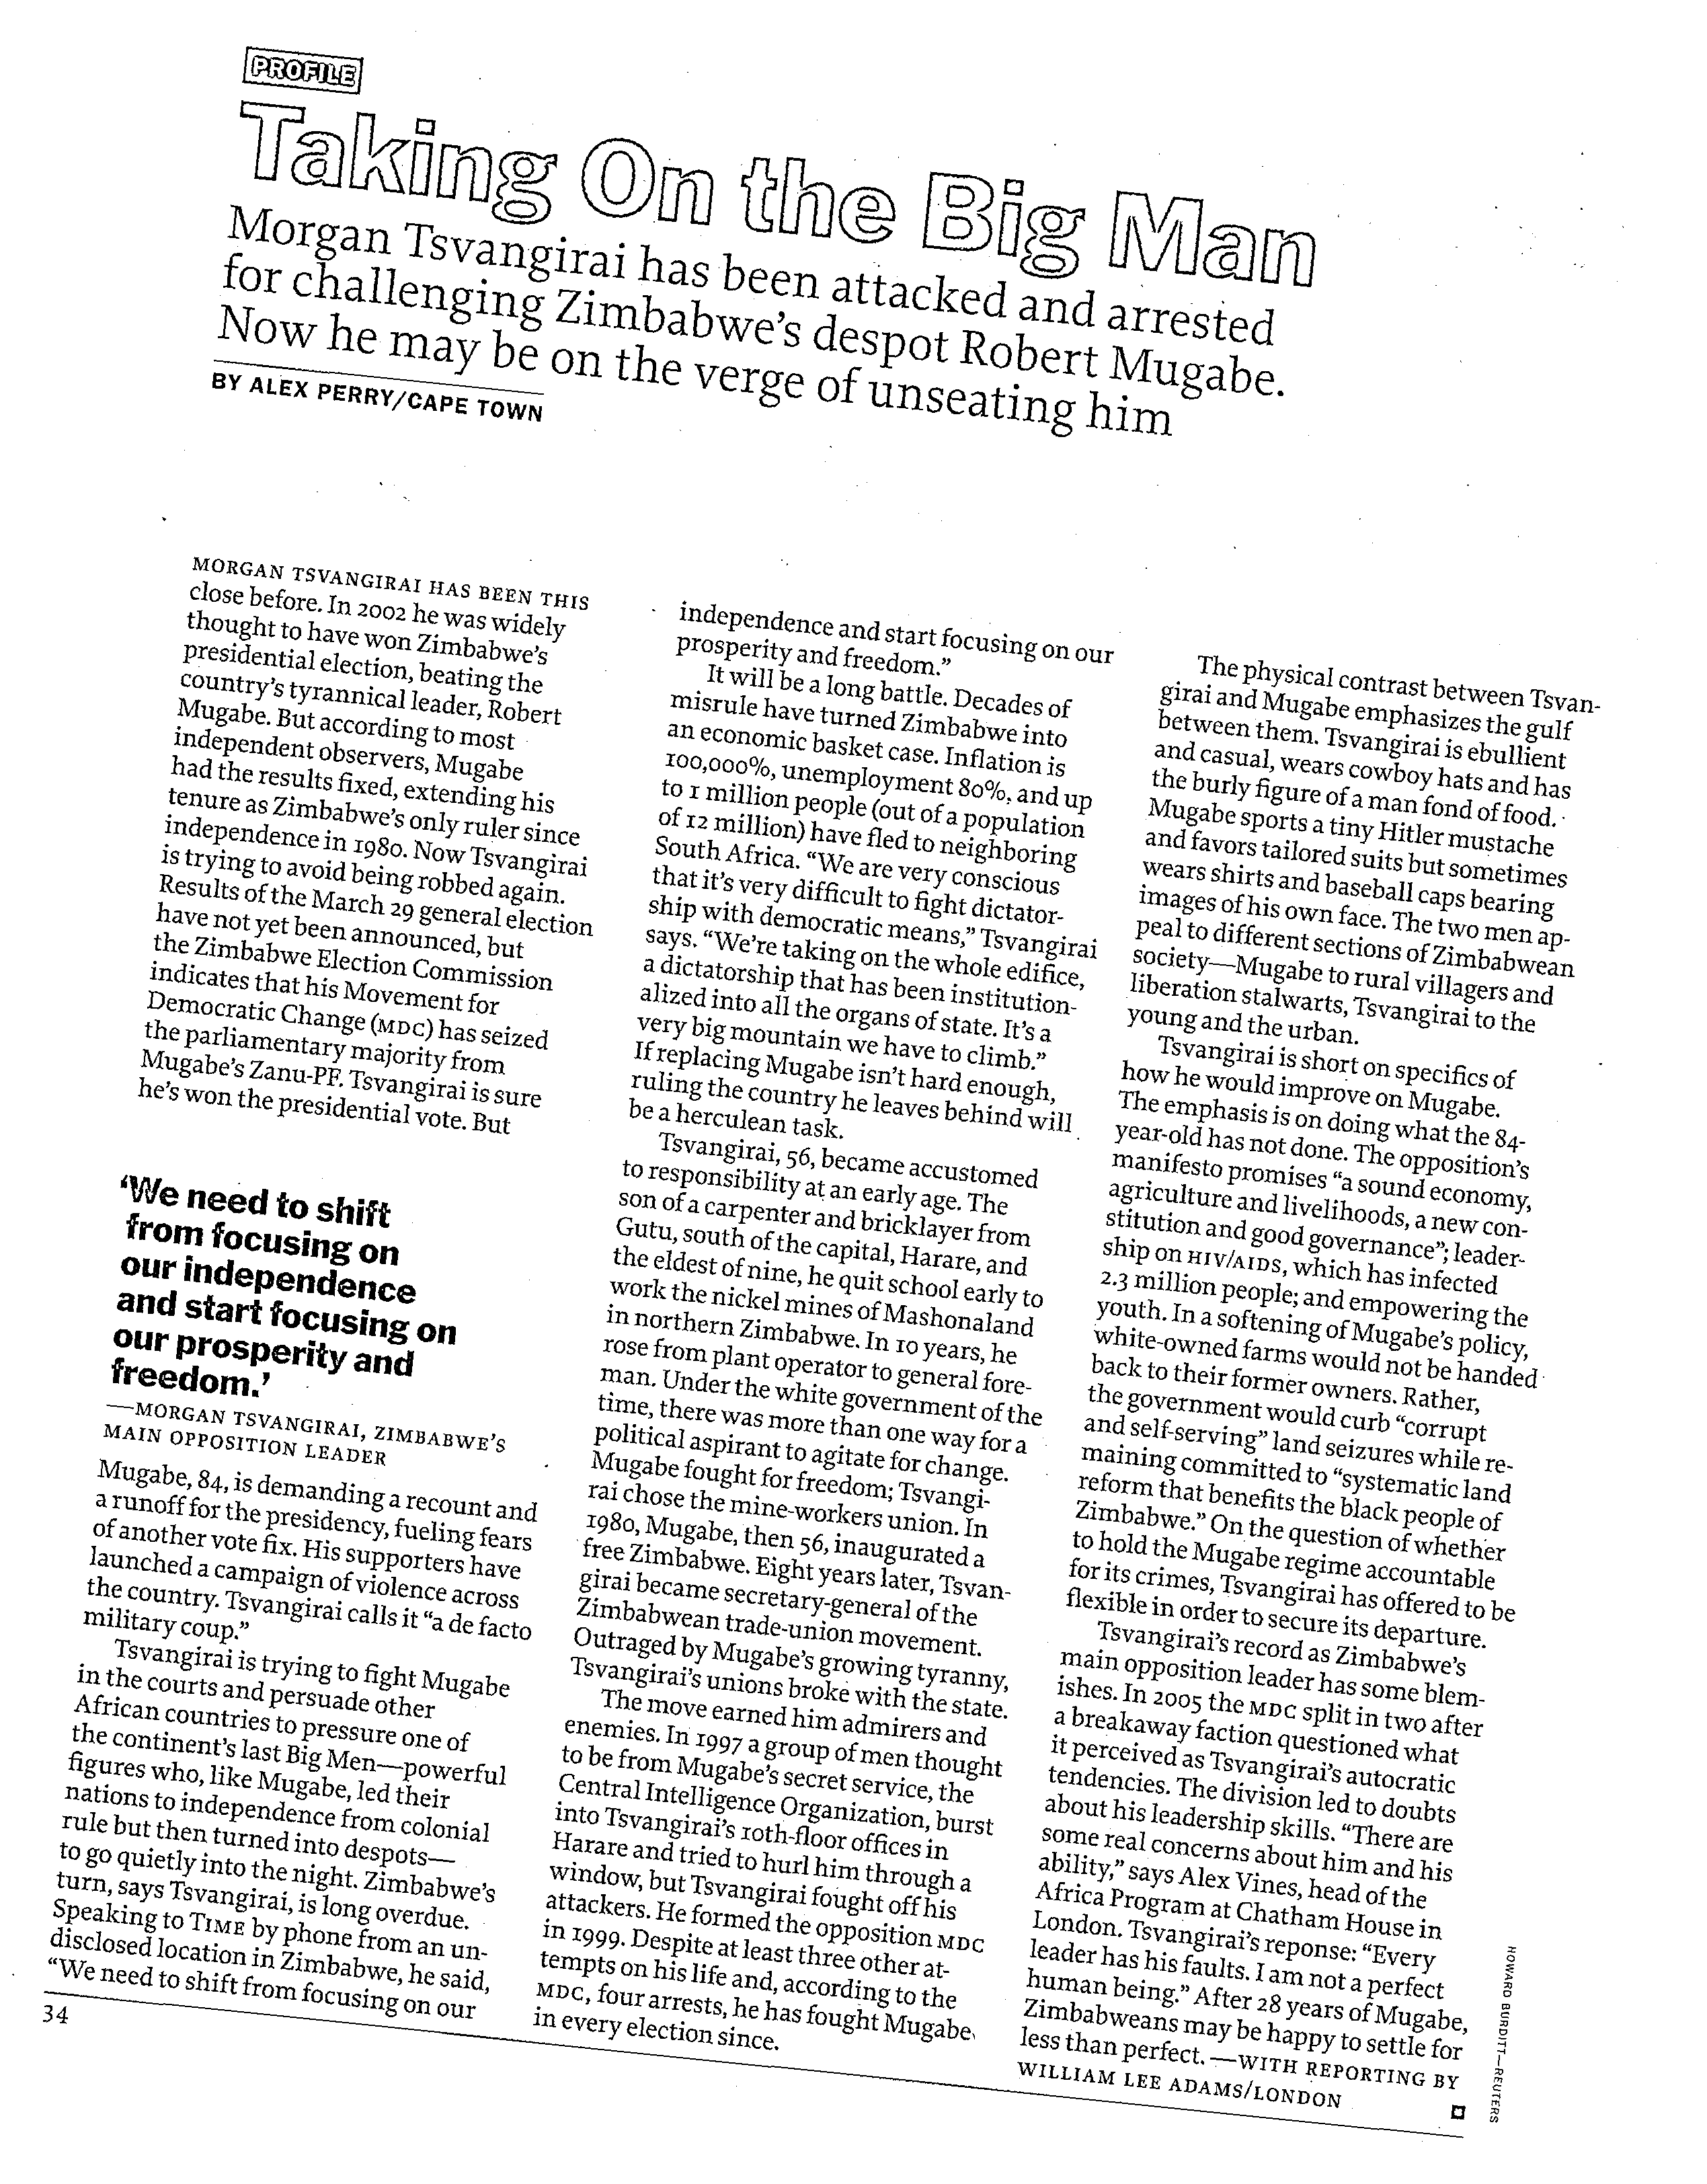 PROFILE
Taking On the Big Man
Morgan Tsvangirai has been attacked and arrested
for challenging Zimbabwe's despot Robert Mugabe.
Now he may be on the verge of unseating him
BY ALEX PERRY/CAPE TOWN
MORGAN TSVANGIRAI HAS BEEN THIS
close before. In 2002 he was widely
thought to have won Zimbabwe's
presidential election, beating the
country's tyrannical leader, Robert
Mugabe. But according to most
independent observers, Mugabe
had the results fixed, extending his
tenure as Zimbabwe's only ruler since
independence in 1980. Now Tsvangirai
is trying to avoid being robbed again.
Results of the March 29 general election
have not yet been announced, but
the Zimbabwe Election Commission
indicates that his Movement for
Democratic Change (MDC) has seized
the parliamentary majority from
Mugabe's Zanu-PF. Tsvangirai is sure
he's won the presidential vote. But
'We need to shift
from focusing on
our independence
and start focusing on
our prosperity and
freedom.'
—MORGAN TSVANGIRAI, ZIMBABWE'S
MAIN OPPOSITION LEADER
Mugabe, 84, is demanding a recount and
a runoff for the presidency, fueling fears
of another vote fix. His supporters have
launched a campaign of violence across
the country. Tsvangirai calls it "a de facto
military coup."
Tsvangirai is trying to fight Mugabe
in the courts and persuade other
African countries to pressure one of
the continent's last Big Men—powerful
figures who, like Mugabe, led their
nations to independence from colonial
rule but then turned into despots—
to go quietly into the night. Zimbabwe's
turn, says Tsvangirai, is long overdue.
Speaking to TIME by phone from an un-
disclosed location in Zimbabwe, he said,
"We need to shift from focusing on our
34
independence and start focusing on our
prosperity and freedom."
It will be a long battle. Decades of
misrule have turned Zimbabwe into
an economic basket case. Inflation is
100,000%, unemployment 80%, and up
to 1 million people (out of a population
of 12 million) have fled to neighboring
South Africa. "We are very conscious
that it's very difficult to fight dictator-
ship with democratic means," Tsvangirai
says. "We're taking on the whole edifice,
a dictatorship that has been institution-
alized into all the organs of state. It's a
very big mountain we have to climb."
If replacing Mugabe isn't hard enough,
ruling the country he leaves behind will
be a herculean task.
Tsvangirai, 56, became accustomed
to responsibility at an early age. The
son of a carpenter and bricklayer from
Gutu, south of the capital, Harare, and
the eldest of nine, he quit school early to
work the nickel mines of Mashonaland
in northern Zimbabwe. In 10 years, he
rose from plant operator to general fore-
man. Under the white government of the
time, there was more than one way for a
political aspirant to agitate for change.
Mugabe fought for freedom; Tsvangi-
rai chose the mine-workers union. In
1980, Mugabe, then 56, inaugurated a
free Zimbabwe. Eight years later, Tsvan-
girai became secretary-general of the
Zimbabwean trade-union movement.
Outraged by Mugabe's growing tyranny,
Tsvangirai's unions broke with the state.
The move earned him admirers and
enemies. In 1997 a group of men thought
to be from Mugabe's secret service, the
Central Intelligence Organization, burst
into Tsvangirai's 10th-floor offices in
Harare and tried to hurl him through a
window, but Tsvangirai fought off his
attackers. He formed the opposition MDC
in 1999. Despite at least three other at-
tempts on his life and, according to the
MDC, four arrests, he has fought Mugabe
in every election since.
The physical contrast between Tsvan-
girai and Mugabe emphasizes the gulf
between them. Tsvangirai is ebullient
and casual, wears cowboy hats and has
the burly figure of a man fond of food.
Mugabe sports a tiny Hitler mustache
and favors tailored suits but sometimes
wears shirts and baseball caps bearing
images of his own face. The two men ap-
peal to different sections of Zimbabwean
society—Mugabe to rural villagers and
liberation stalwarts, Tsvangirai to the
young and the urban.
Tsvangirai is short on specifics of
how he would improve on Mugabe.
The emphasis is on doing what the 84-
year-old has not done. The opposition's
manifesto promises "a sound economy,
agriculture and livelihoods, a new con-
stitution and good governance"; leader-
ship on HIV/AIDS, which has infected
2.3 million people; and empowering the
youth. In a softening of Mugabe's policy,
white-owned farms would not be handed
back to their former owners. Rather,
the government would curb "corrupt
and self-serving" land seizures while re-
maining committed to "systematic land
reform that benefits the black people of
Zimbabwe." On the question of whether
to hold the Mugabe regime accountable
for its crimes, Tsvangirai has offered to be
flexible in order to secure its departure.
Tsvangirai's record as Zimbabwe's
main opposition leader has some blem-
ishes. In 2005 the MDC split in two after
a breakaway faction questioned what
it perceived as Tsvangirai's autocratic
tendencies. The division led to doubts
about his leadership skills. "There are
some real concerns about him and his
ability," says Alex Vines, head of the
Africa Program at Chatham House in
London. Tsvangirai's reponse: "Every
leader has his faults. I am not a perfect
human being." After 28 years of Mugabe,
Zimbabweans may be happy to settle for
less than perfect. —WITH REPORTING BY
WILLIAM LEE ADAMS/LONDON
HOWARD BURDITT—REUTERS